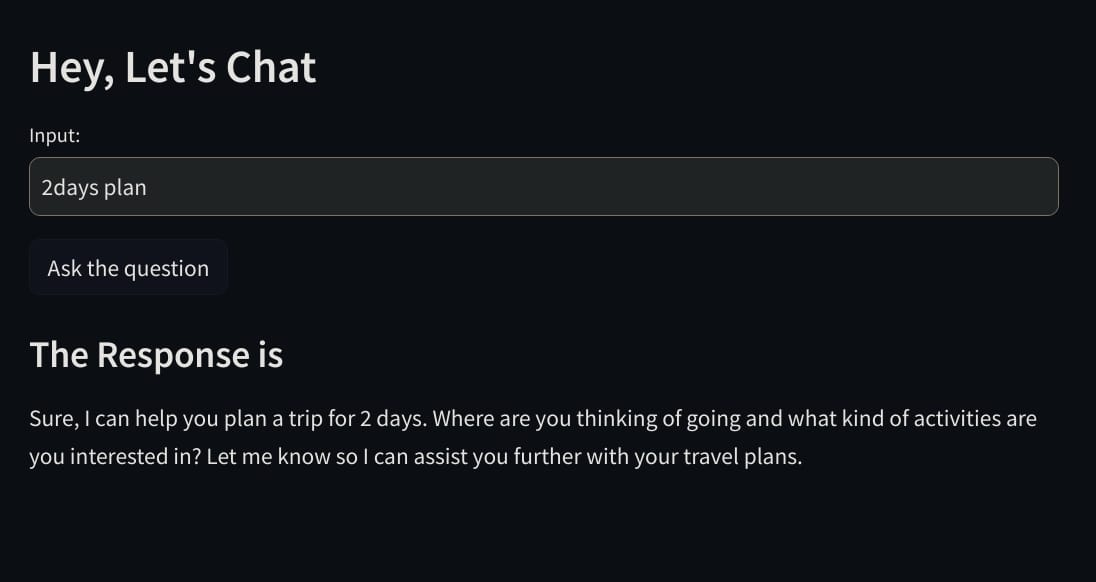 Hey, Let's Chat
Input:
2days plan
Ask the question
The Response is
Sure, I can help you plan a trip for 2 days. Where are you thinking of going and what kind of activities are
you interested in? Let me know so I can assist you further with your travel plans.